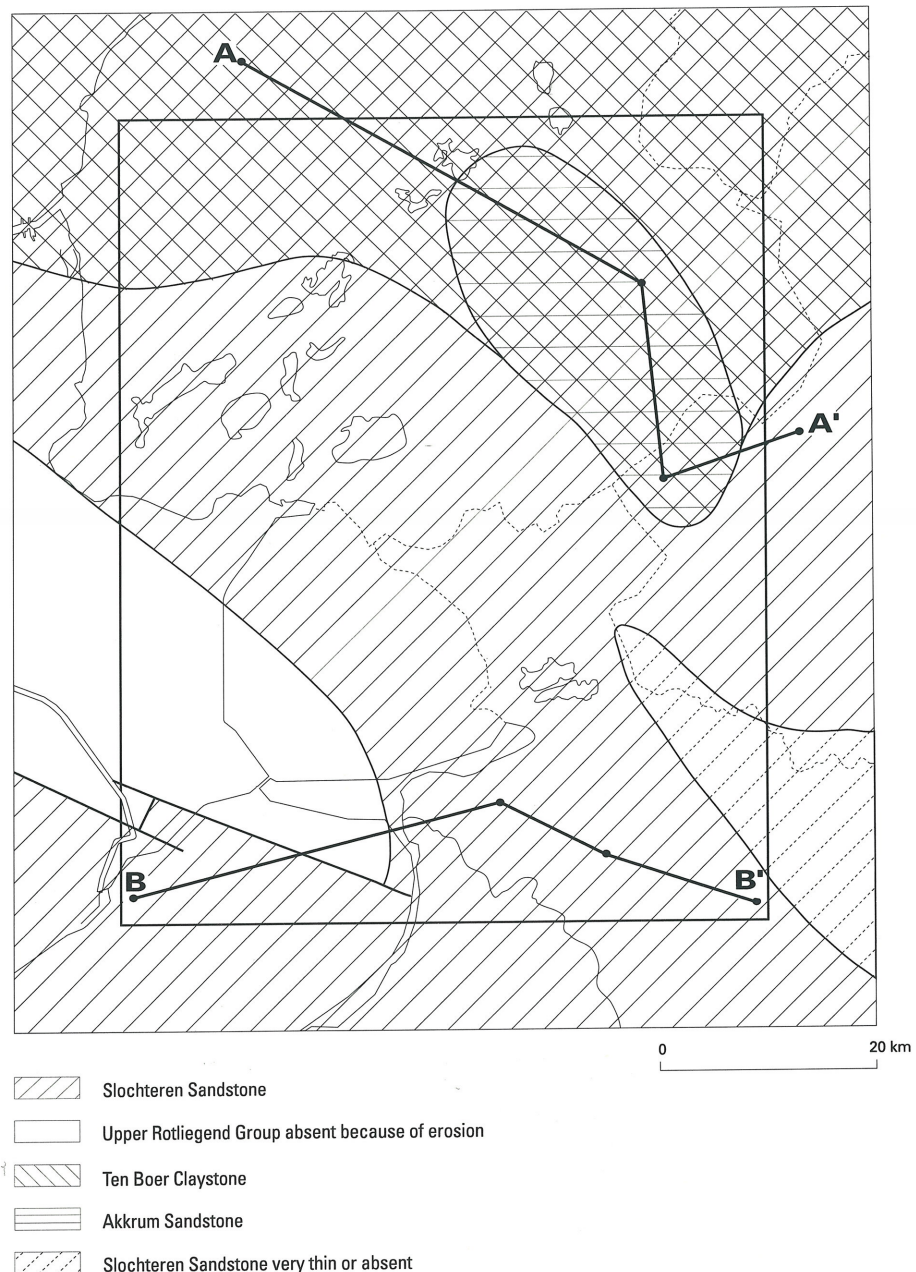 A
A'
B
B'
0 20 km
Slochteren Sandstone
Upper Rotliegend Group absent because of erosion
Ten Boer Claystone
Akkrum Sandstone
Slochteren Sandstone very thin or absent